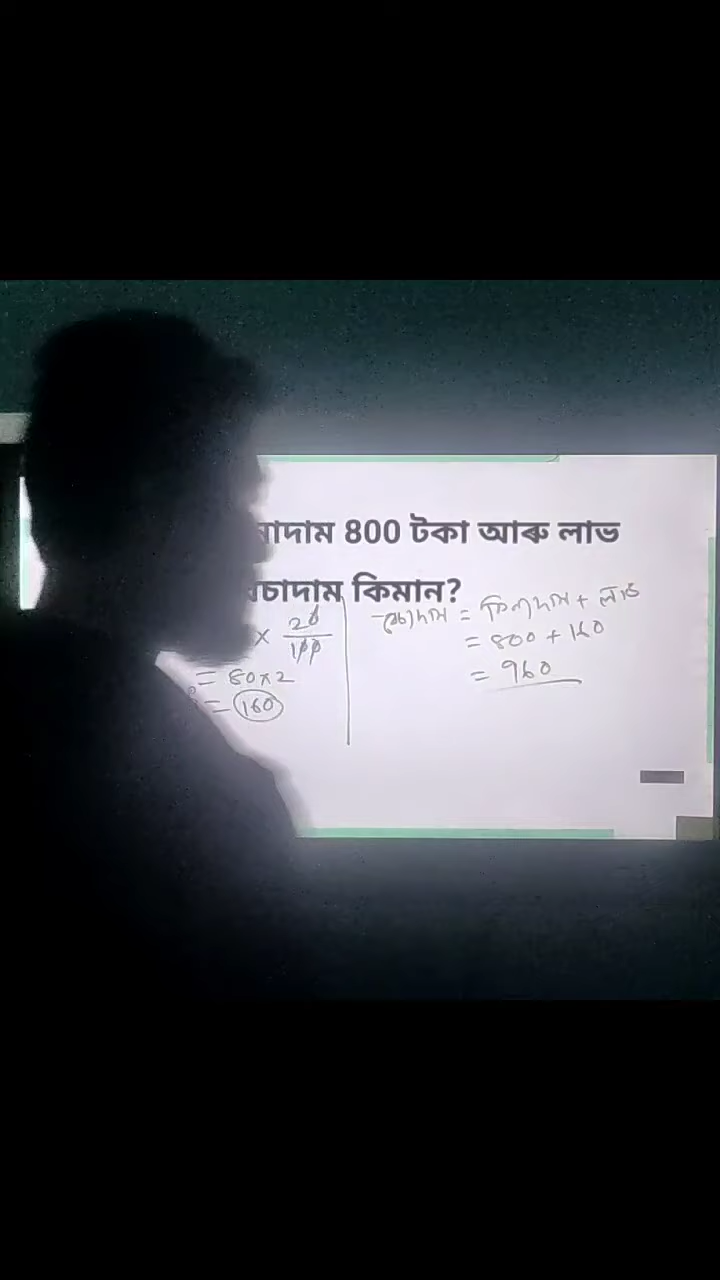 াদাম 800 টকা আৰু লাভ
চাদাম কিমান?
× 20/100
= 80×2
= 160
বেচাদাম = কিনাদাম + লাভ
= 800 + 160
= 960